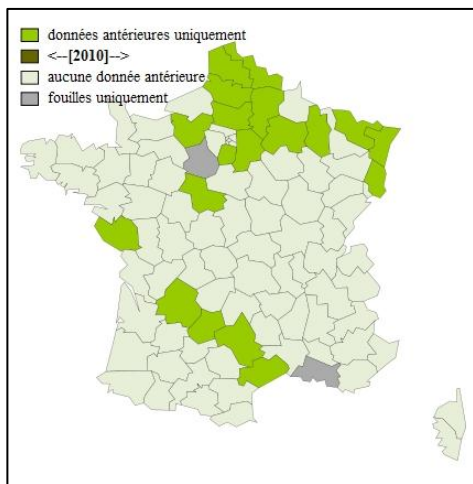 données antérieures uniquement
<--[2010]-->
aucune donnée antérieure
fouilles uniquement